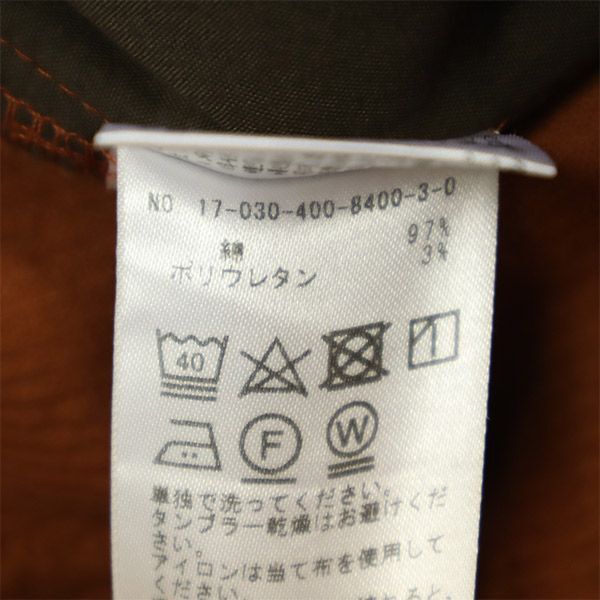 NO 17-030-400-8400-3-0
綿 97%
ポリウレタン 3%
40
F W
単独で洗ってください。
タンブラー乾燥はお避けくだ
さい。
アイロンは当て布を使用して
ください。